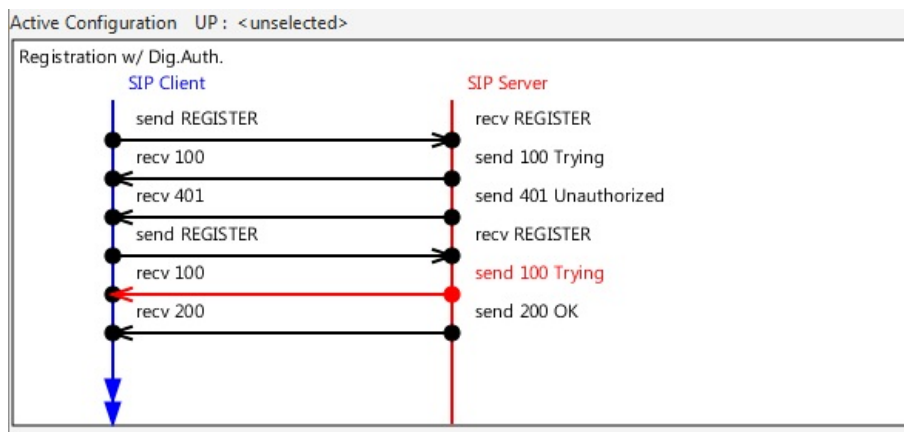 Active Configuration UP : <unselected>
Registration w/ Dig.Auth.
SIP Client SIP Server
send REGISTER recv REGISTER
recv 100 send 100 Trying
recv 401 send 401 Unauthorized
send REGISTER recv REGISTER
recv 100 send 100 Trying
recv 200 send 200 OK